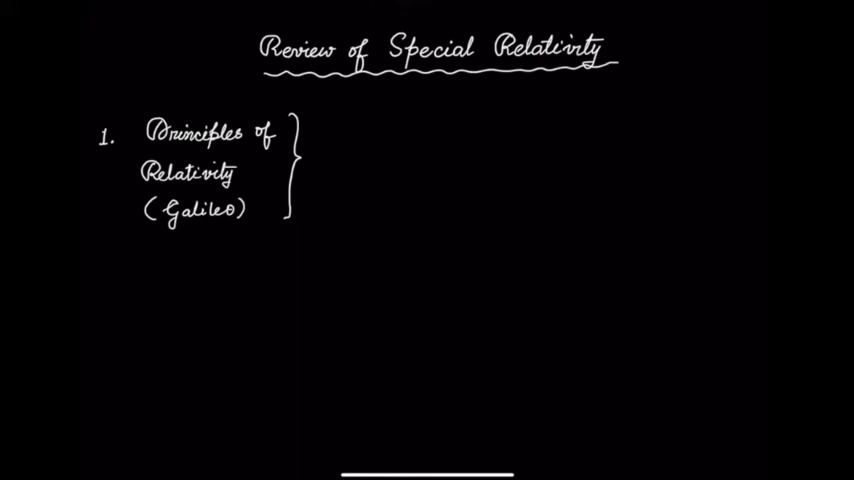 Review of Special Relativity
1. Principles of
Relativity
(Galileo)